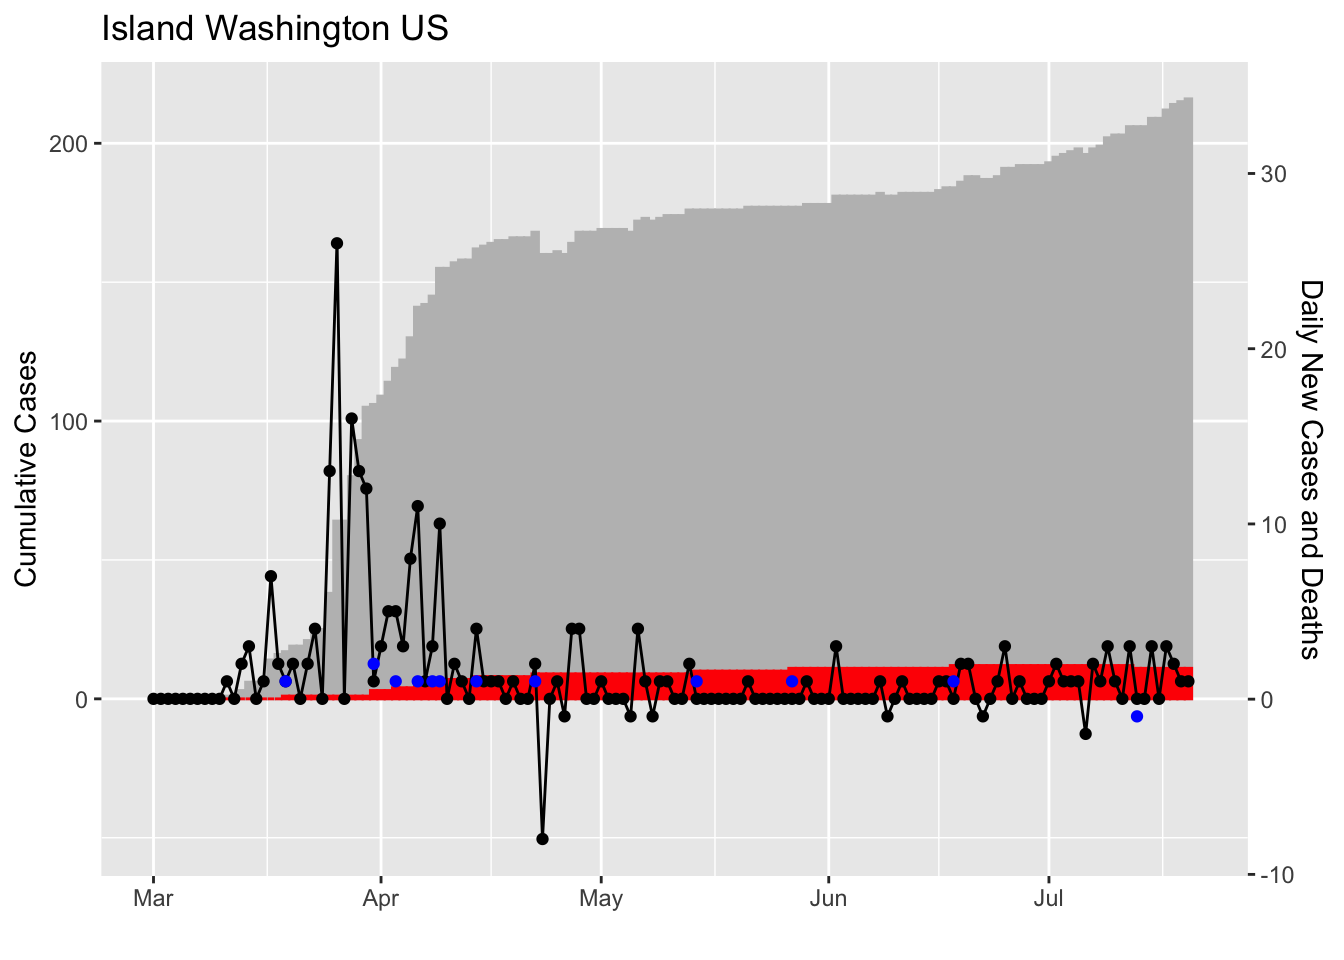 Island Washington US
Cumulative Cases
200
100
0
30
20
10
0
-10
Daily New Cases and Deaths
Mar
Apr
May
Jun
Jul